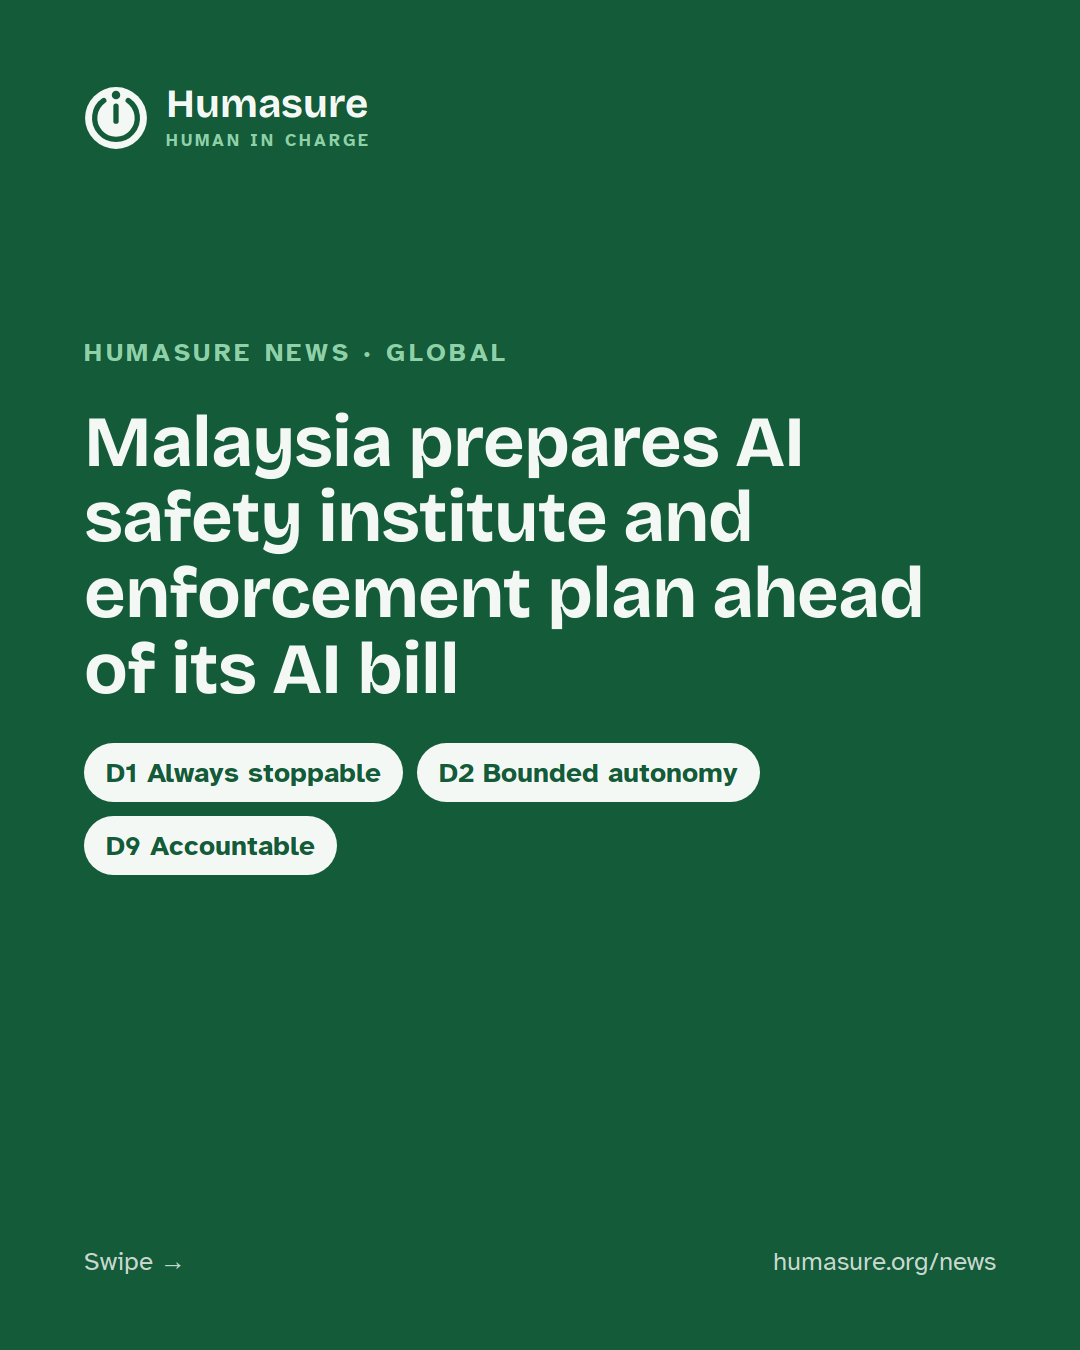 Humasure
HUMAN IN CHARGE
HUMASURE NEWS · GLOBAL
Malaysia prepares AI
safety institute and
enforcement plan ahead
of its AI bill
D1 Always stoppable
D2 Bounded autonomy
D9 Accountable
Swipe →
humasure.org/news